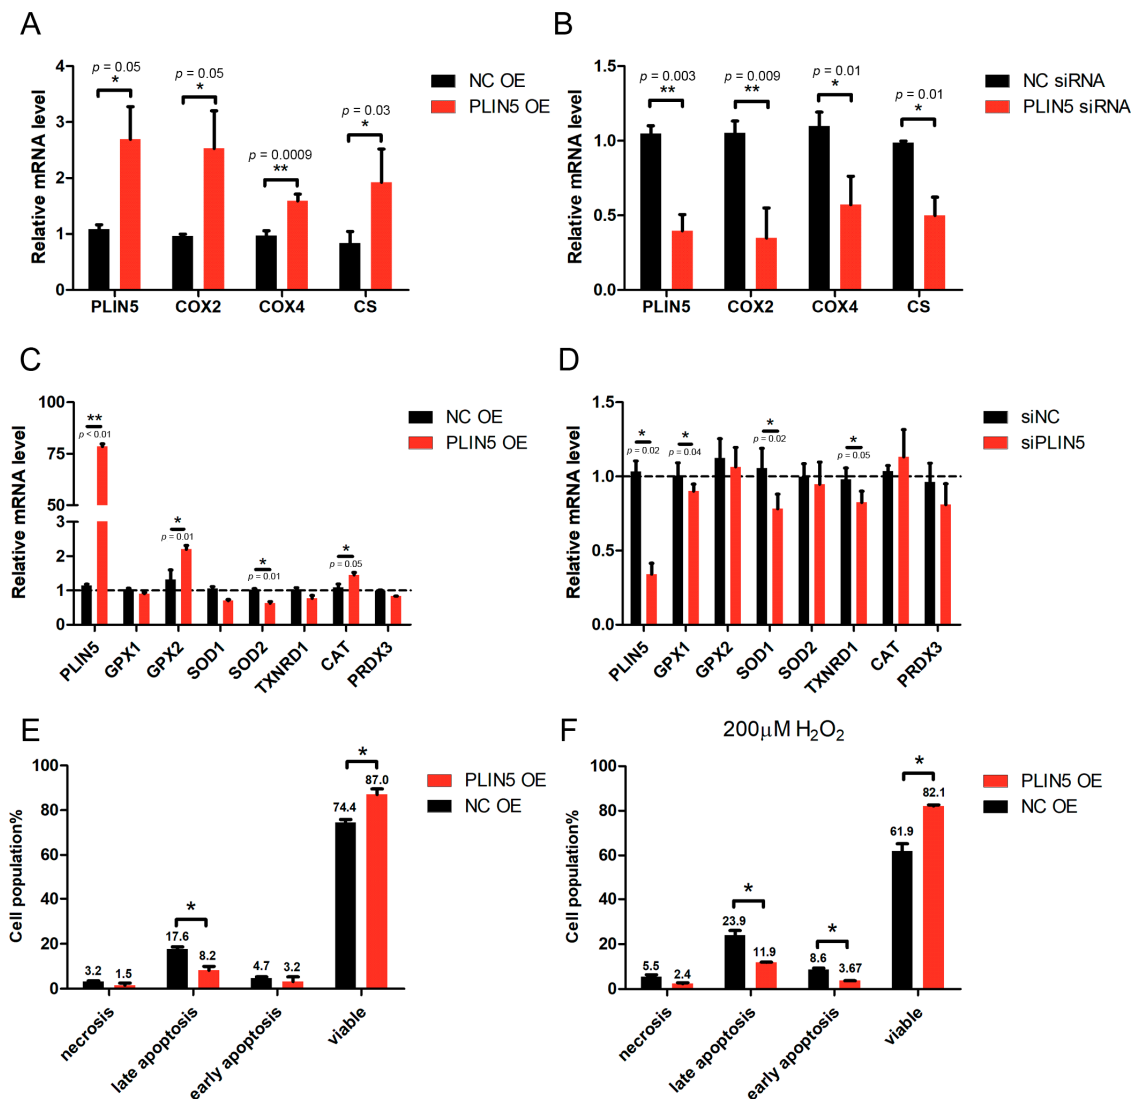 A
Relative mRNA level
4
3
2
1
0
p = 0.05
*
p = 0.05
*
p = 0.0009
**
p = 0.03
*
NC OE
PLIN5 OE
PLIN5 COX2 COX4 CS
B
Relative mRNA level
1.5
1.0
0.5
0.0
p = 0.003
**
p = 0.009
**
p = 0.01
*
p = 0.01
*
NC siRNA
PLIN5 siRNA
PLIN5 COX2 COX4 CS
C
Relative mRNA level
100
75
50
3
2
1
0
**
p < 0.01
*
p = 0.01
*
p = 0.01
*
p = 0.05
NC OE
PLIN5 OE
PLIN5 GPX1 GPX2 SOD1 SOD2 TXNRD1 CAT PRDX3
D
Relative mRNA level
1.5
1.0
0.5
0.0
*
p = 0.02
*
p = 0.04
*
p = 0.02
*
p = 0.05
siNC
siPLIN5
PLIN5 GPX1 GPX2 SOD1 SOD2 TXNRD1 CAT PRDX3
E
Cell population%
100
80
60
40
20
0
3.2 1.5
*
17.6 8.2
4.7 3.2
*
74.4 87.0
PLIN5 OE
NC OE
necrosis late apoptosis early apoptosis viable
F
200μM H₂O₂
Cell population%
100
80
60
40
20
0
5.5 2.4
*
23.9 11.9
*
8.6 3.67
*
61.9 82.1
PLIN5 OE
NC OE
necrosis late apoptosis early apoptosis viable